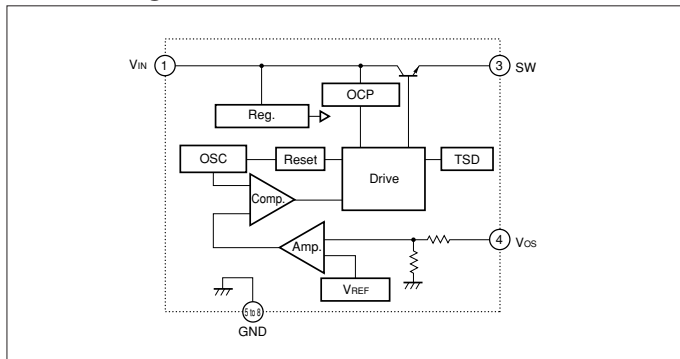 VIN 1
3 SW
OCP
Reg.
OSC
Reset
Drive
TSD
Comp.
Amp.
4 VOS
VREF
5 to 8
GND